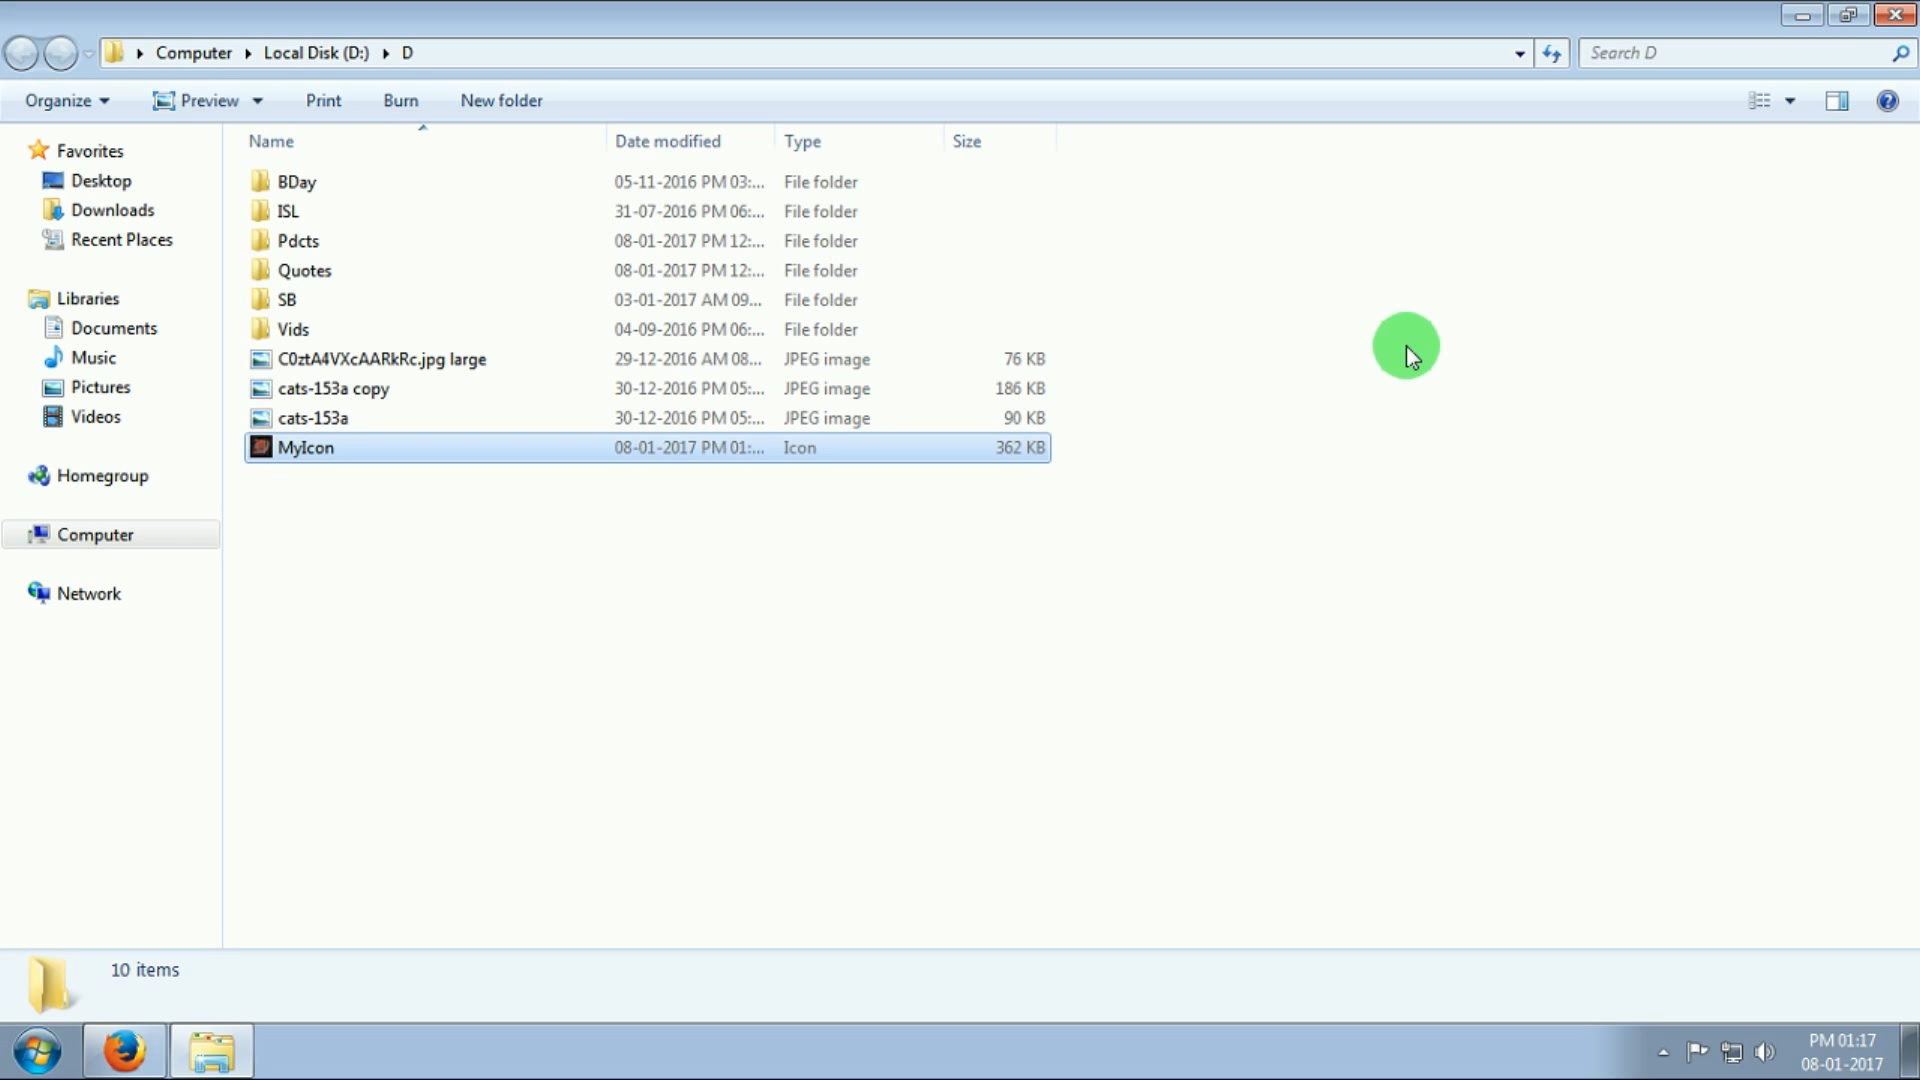 Computer Local Disk (D:) D
Search D
Organize Preview Print Burn New folder
Name Date modified Type Size
Favorites
Desktop
Downloads
Recent Places
Libraries
Documents
Music
Pictures
Videos
Homegroup
Computer
Network
BDay 05-11-2016 PM 03:... File folder
ISL 31-07-2016 PM 06:... File folder
Pdcts 08-01-2017 PM 12:... File folder
Quotes 08-01-2017 PM 12:... File folder
SB 03-01-2017 AM 09... File folder
Vids 04-09-2016 PM 06:... File folder
C0ztA4VXcAARkRc.jpg large 29-12-2016 AM 08... JPEG image 76 KB
cats-153a copy 30-12-2016 PM 05:... JPEG image 186 KB
cats-153a 30-12-2016 PM 05:... JPEG image 90 KB
MyIcon 08-01-2017 PM 01:... Icon 362 KB
10 items
PM 01:17
08-01-2017